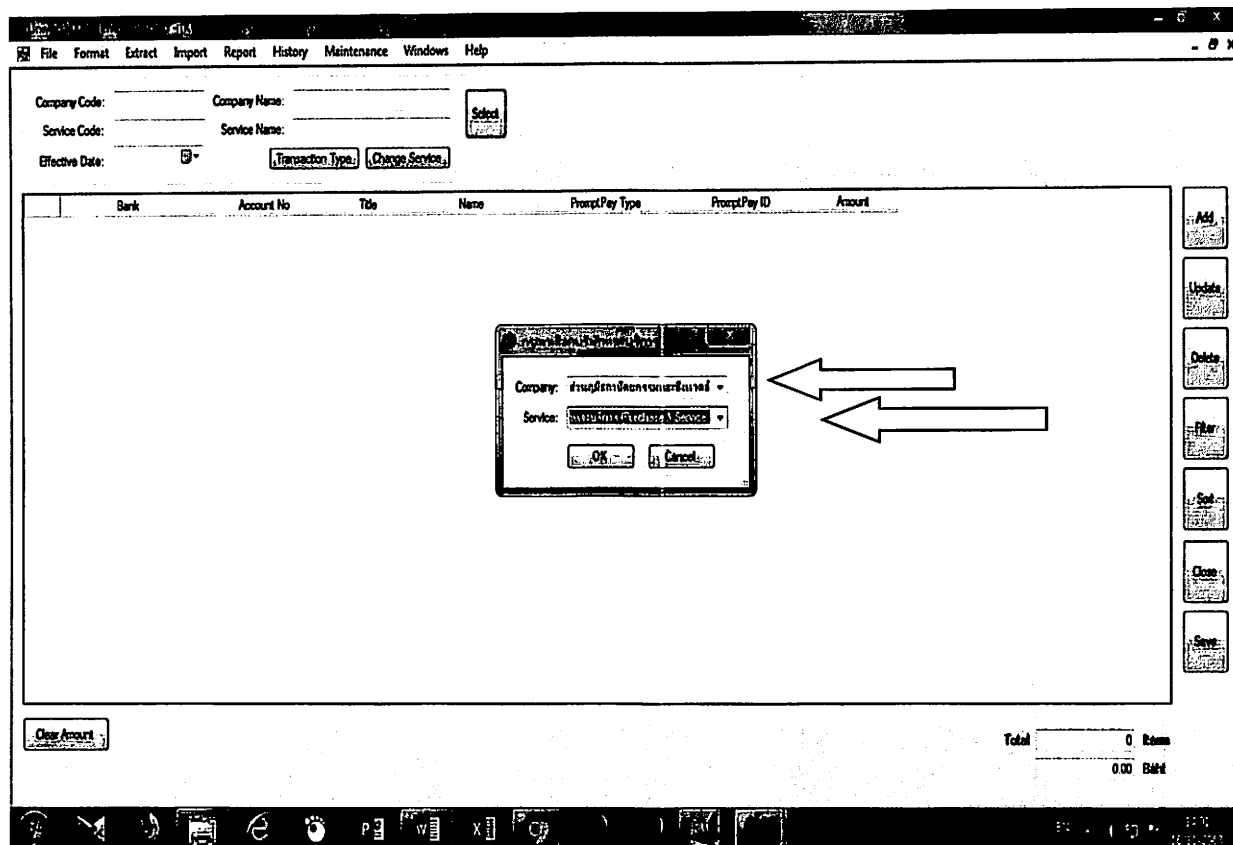 File Format Extract Import Report History Maintenance Windows Help
Company Code: Company Name: Select
Service Code: Service Name:
Effective Date: Transaction Type Change Service
Bank Account No Title Name PromptPay Type PromptPay ID Amount
Add
Update
Delete
Company:
Service: (Purchase & Service)
Filter
OK Cancel
Sort
Close
Save
Clear Amount
Total 0 Items
0.00 Baht